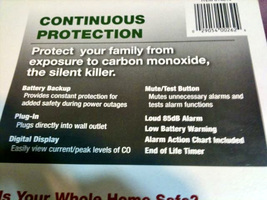 CONTINUOUS
PROTECTION
Protect your family from
exposure to carbon monoxide,
the silent killer.
Battery Backup
Provides constant protection for
added safety during power outages
Plug-In
Plugs directly into wall outlet
Digital Display
Easily view current/peak levels of CO
Mute/Test Button
Mutes unnecessary alarms and
tests alarm functions
Loud 85dB Alarm
Low Battery Warning
Alarm Action Chart Included
End of Life Timer
Is Your Whole Home Safe?